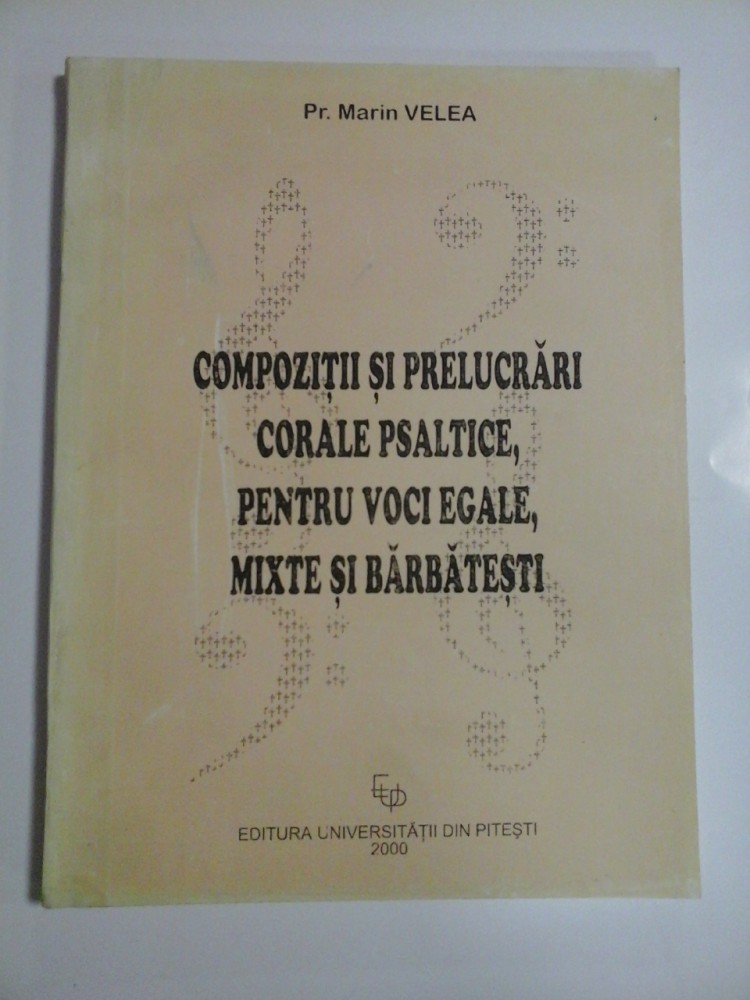 Pr. Marin VELEA
COMPOZIȚII ȘI PRELUCRĂRI
CORALE PSALTICE,
PENTRU VOCI EGALE,
MIXTE ȘI BĂRBĂTEȘTI
EUP
EDITURA UNIVERSITĂȚII DIN PITEȘTI
2000